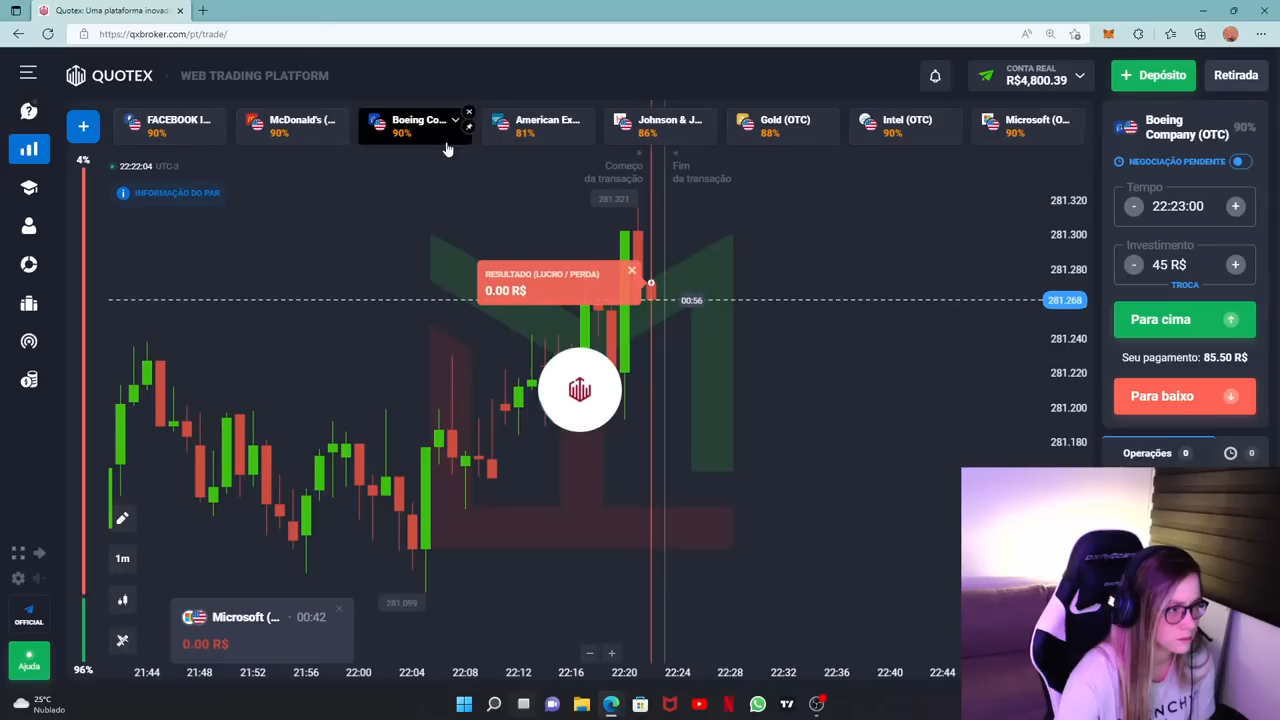 Quotex: Uma plataforma inovad
https://qxbroker.com/pt/trade/
QUOTEX
WEB TRADING PLATFORM
CONTA REAL
R$4,800.39
+ Depósito
Retirada
FACEBOOK I...
90%
McDonald's (...
90%
Boeing Co...
90%
American Ex...
81%
Johnson & J...
86%
Gold (OTC)
88%
Intel (OTC)
90%
Microsoft (O...
90%
Boeing
Company (OTC)
90%
4%
22:22:04 UTC-3
INFORMAÇÃO DO PAR
Começo
da transação
Fim
da transação
NEGOCIAÇÃO PENDENTE
Tempo
- 22:23:00 +
Investimento
- 45 R$ +
TROCA
Para cima
Seu pagamento: 85.50 R$
Para baixo
Operações 0
0
281.321
RESULTADO (LUCRO / PERDA)
0.00 R$
00:56
281.320
281.300
281.280
281.268
281.240
281.220
281.200
281.180
1m
281.099
Microsoft (... · 00:42
0.00 R$
OFFICIAL
Ajuda
96%
21:44
21:48
21:52
21:56
22:00
22:04
22:08
22:12
22:16
22:20
22:24
22:28
22:32
22:36
22:40
22:44
25°C
Nublado